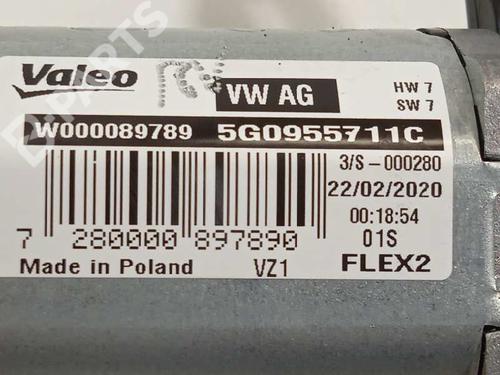 Valeo
VW AG
HW 7
SW 7
W000089789 5G0955711C
3/S-000280
22/02/2020
00:18:54
7 280000 897890
01S
Made in Poland VZ1 FLEX2